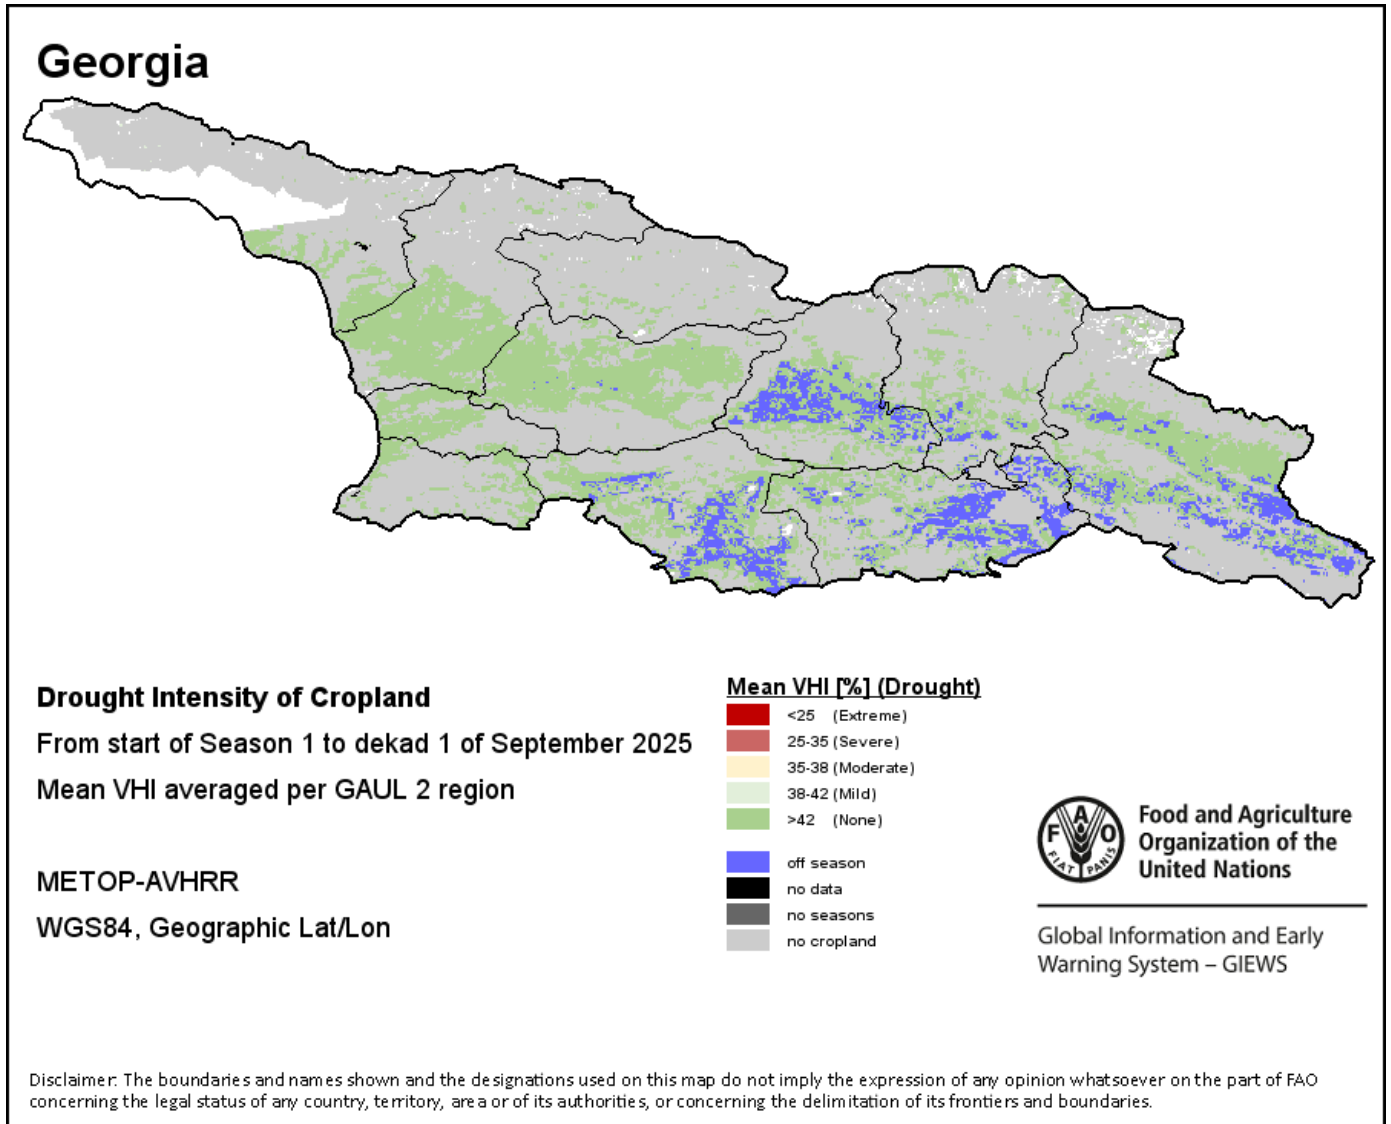 Georgia
Drought Intensity of Cropland
From start of Season 1 to dekad 1 of September 2025
Mean VHI averaged per GAUL 2 region
METOP-AVHRR
WGS84, Geographic Lat/Lon
Mean VHI [%] (Drought)
<25 (Extreme)
25-35 (Severe)
35-38 (Moderate)
38-42 (Mild)
>42 (None)
off season
no data
no seasons
no cropland
F A O
FIAT PANIS
Food and Agriculture
Organization of the
United Nations
Global Information and Early
Warning System – GIEWS
Disclaimer: The boundaries and names shown and the designations used on this map do not imply the expression of any opinion whatsoever on the part of FAO
concerning the legal status of any country, territory, area or of its authorities, or concerning the delimitation of its frontiers and boundaries.